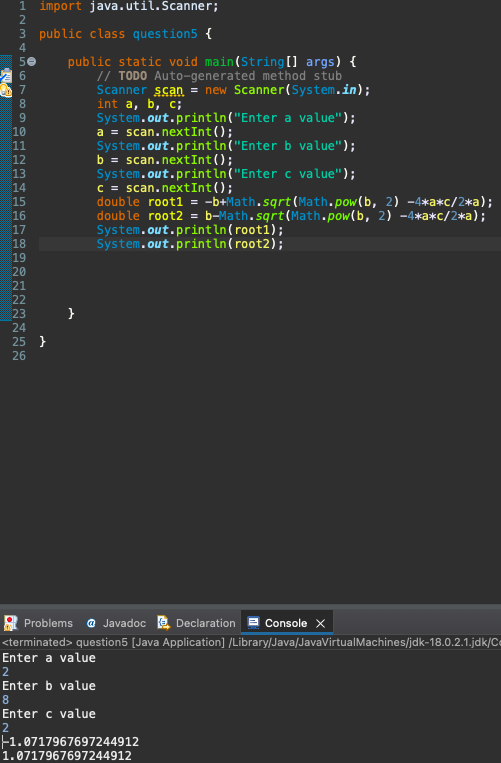 1 import java.util.Scanner;
2
3 public class question5 {
4
5 public static void main(String[] args) {
6 // TODO Auto-generated method stub
7 Scanner scan = new Scanner(System.in);
8 int a, b, c;
9 System.out.println("Enter a value");
10 a = scan.nextInt();
11 System.out.println("Enter b value");
12 b = scan.nextInt();
13 System.out.println("Enter c value");
14 c = scan.nextInt();
15 double root1 = -b+Math.sqrt(Math.pow(b, 2) -4*a*c/2*a);
16 double root2 = b-Math.sqrt(Math.pow(b, 2) -4*a*c/2*a);
17 System.out.println(root1);
18 System.out.println(root2);
19
20
21
22
23 }
24
25 }
26
Problems @ Javadoc Declaration Console
<terminated> question5 [Java Application] /Library/Java/JavaVirtualMachines/jdk-18.0.2.1.jdk/Co
Enter a value
2
Enter b value
8
Enter c value
2
-1.0717967697244912
1.0717967697244912